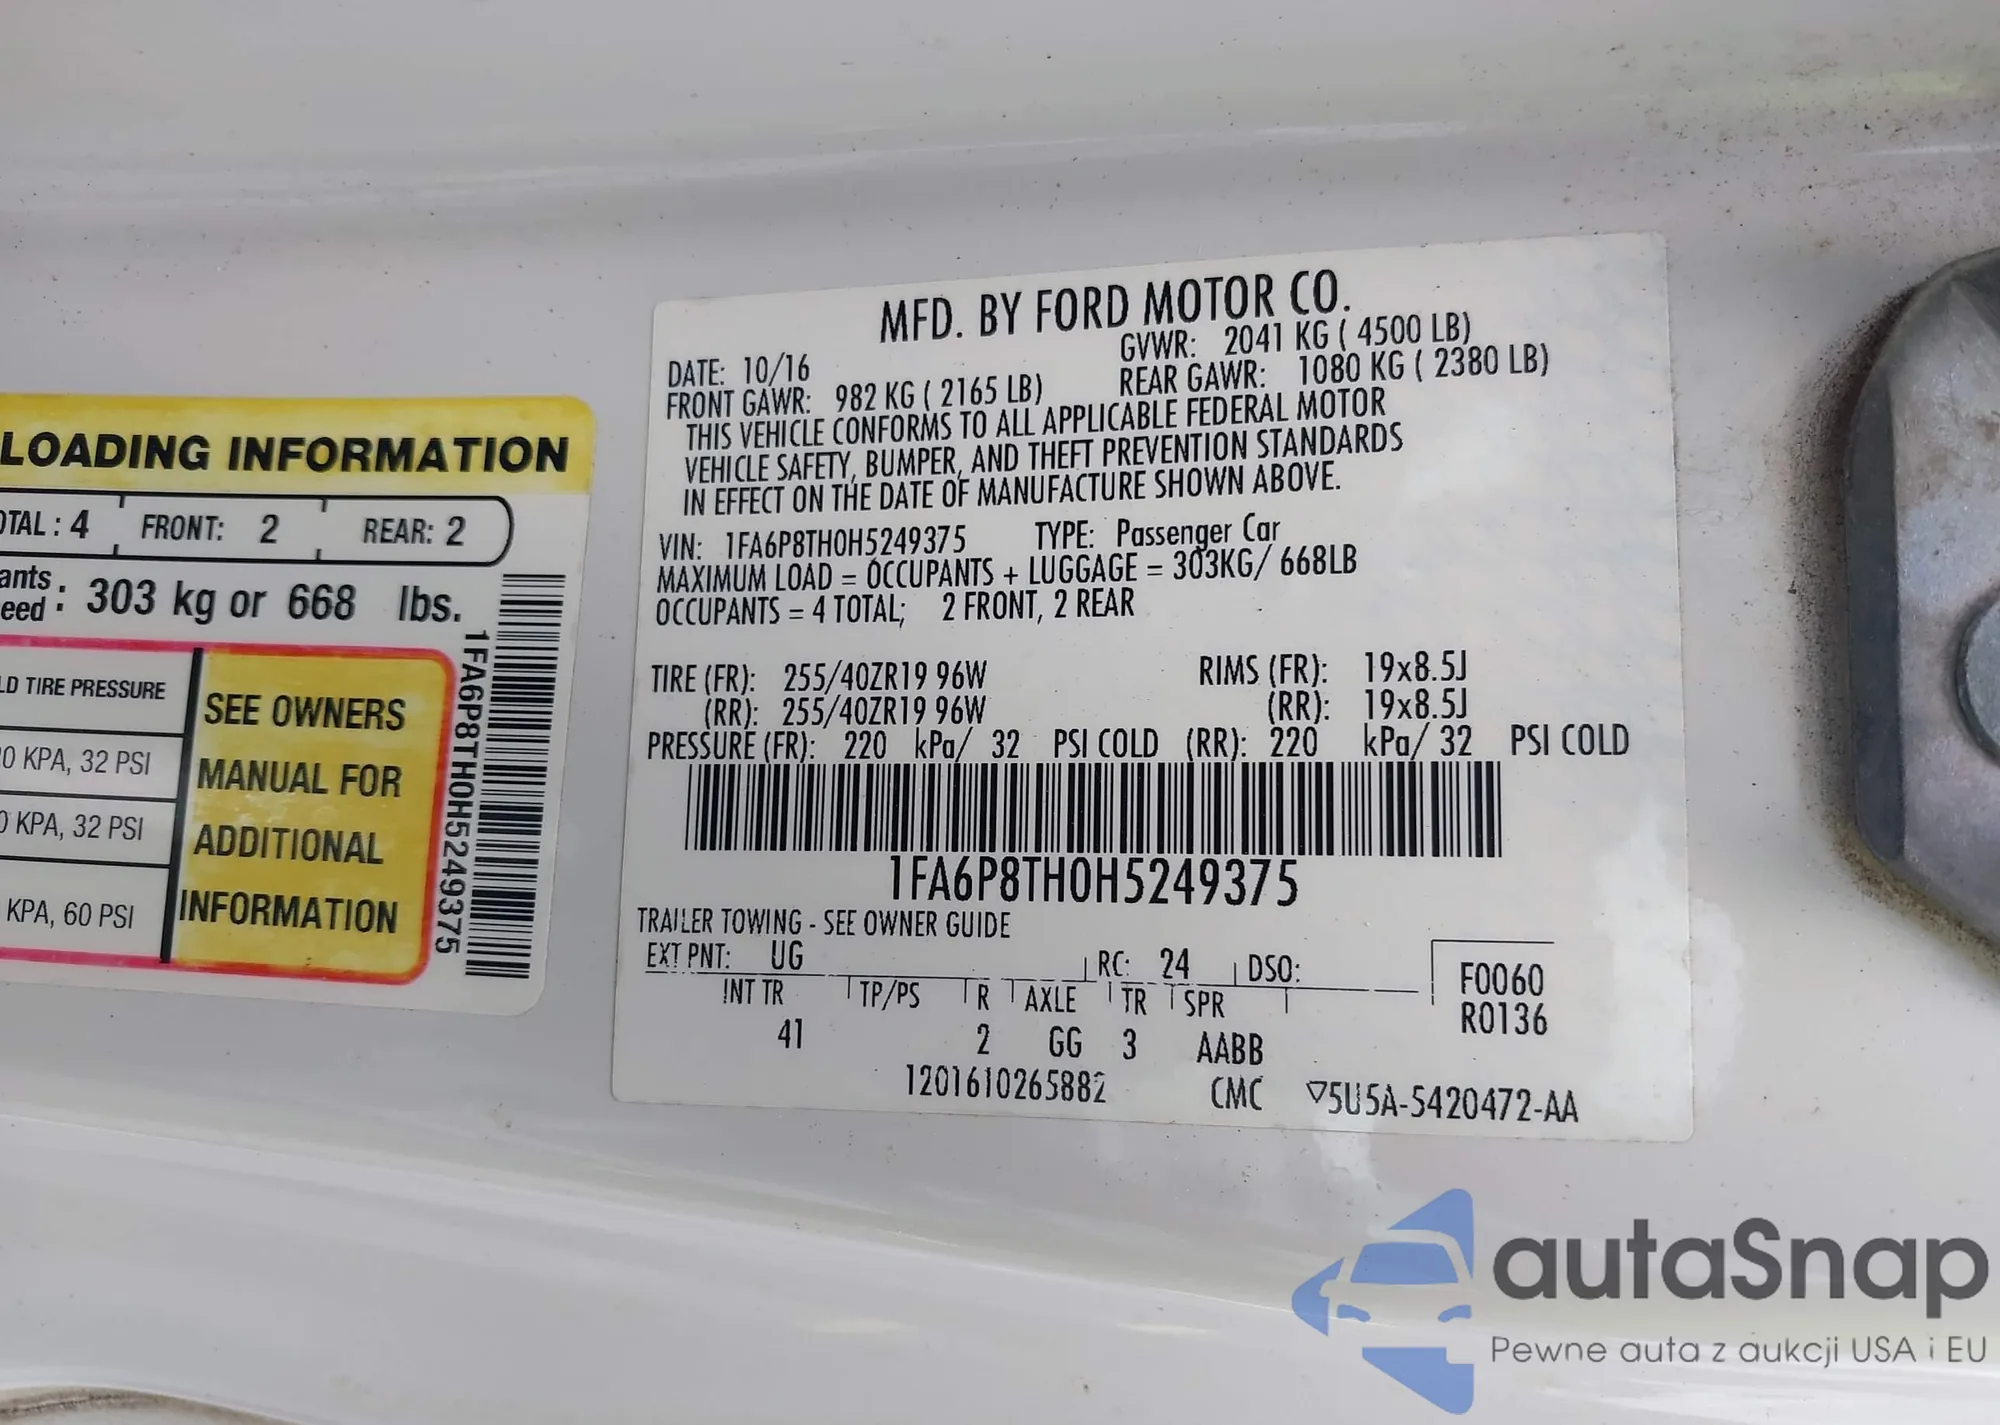 LOADING INFORMATION
TOTAL : 4 FRONT: 2 REAR: 2
303 kg or 668 lbs.
TIRE PRESSURE
KPA, 32 PSI
KPA, 32 PSI
KPA, 60 PSI
SEE OWNERS
MANUAL FOR
ADDITIONAL
INFORMATION
1FA6P8TH0H5249375
MFD. BY FORD MOTOR CO.
DATE: 10/16 GVWR: 2041 KG ( 4500 LB)
FRONT GAWR: 982 KG ( 2165 LB) REAR GAWR: 1080 KG ( 2380 LB)
THIS VEHICLE CONFORMS TO ALL APPLICABLE FEDERAL MOTOR
VEHICLE SAFETY, BUMPER, AND THEFT PREVENTION STANDARDS
IN EFFECT ON THE DATE OF MANUFACTURE SHOWN ABOVE.
VIN: 1FA6P8TH0H5249375 TYPE: Passenger Car
MAXIMUM LOAD = OCCUPANTS + LUGGAGE = 303KG/ 668LB
OCCUPANTS = 4 TOTAL; 2 FRONT, 2 REAR
TIRE (FR): 255/40ZR19 96W RIMS (FR): 19x8.5J
(RR): 255/40ZR19 96W (RR): 19x8.5J
PRESSURE (FR): 220 kPa/ 32 PSI COLD (RR): 220 kPa/ 32 PSI COLD
1FA6P8TH0H5249375
TRAILER TOWING - SEE OWNER GUIDE
EXT PNT: UG RC: 24 DSO: F0060
INT TR TP/PS R AXLE TR SPR R0136
41 2 GG 3 AABB
1201610265882 CMC ▽5U5A-5420472-AA
autaSnap
Pewne auta z aukcji USA i EU